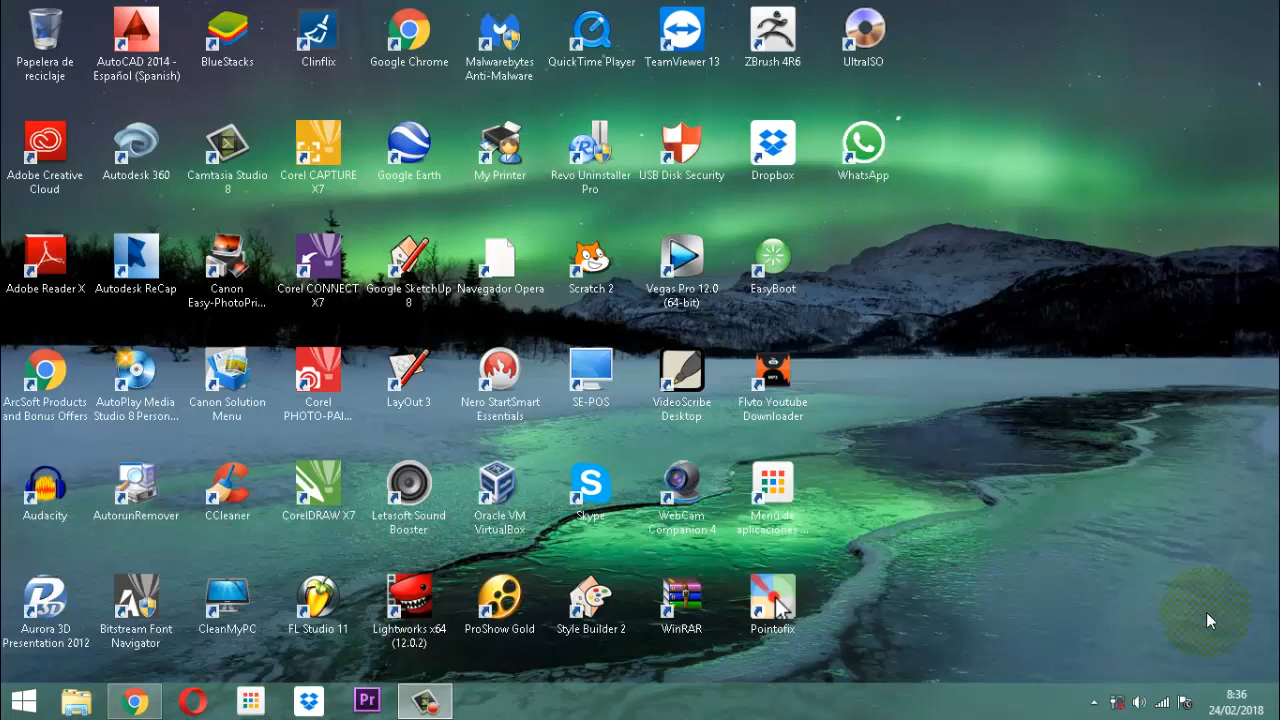 Papelera de
reciclaje
AutoCAD 2014 -
Español (Spanish)
BlueStacks
Clinflix
Google Chrome
Malwarebytes
Anti-Malware
QuickTime Player
TeamViewer 13
ZBrush 4R6
UltraISO
Adobe Creative
Cloud
Autodesk 360
Camtasia Studio
8
Corel CAPTURE
X7
Google Earth
My Printer
Revo Uninstaller
Pro
USB Disk Security
Dropbox
WhatsApp
Adobe Reader X
Autodesk ReCap
Canon
Easy-PhotoPri...
Corel CONNECT
X7
Google SketchUp
8
Navegador Opera
Scratch 2
Vegas Pro 12.0
(64-bit)
EasyBoot
ArcSoft Products
and Bonus Offers
AutoPlay Media
Studio 8 Person...
Canon Solution
Menu
Corel
PHOTO-PAI...
LayOut 3
Nero StartSmart
Essentials
SE-POS
VideoScribe
Desktop
Flvto Youtube
Downloader
Audacity
AutorunRemover
CCleaner
CorelDRAW X7
Letasoft Sound
Booster
Oracle VM
VirtualBox
Skype
WebCam
Companion 4
Menú de
aplicaciones ...
Aurora 3D
Presentation 2012
Bitstream Font
Navigator
CleanMyPC
FL Studio 11
Lightworks x64
(12.0.2)
ProShow Gold
Style Builder 2
WinRAR
Pointofix
Pr
8:36
24/02/2018